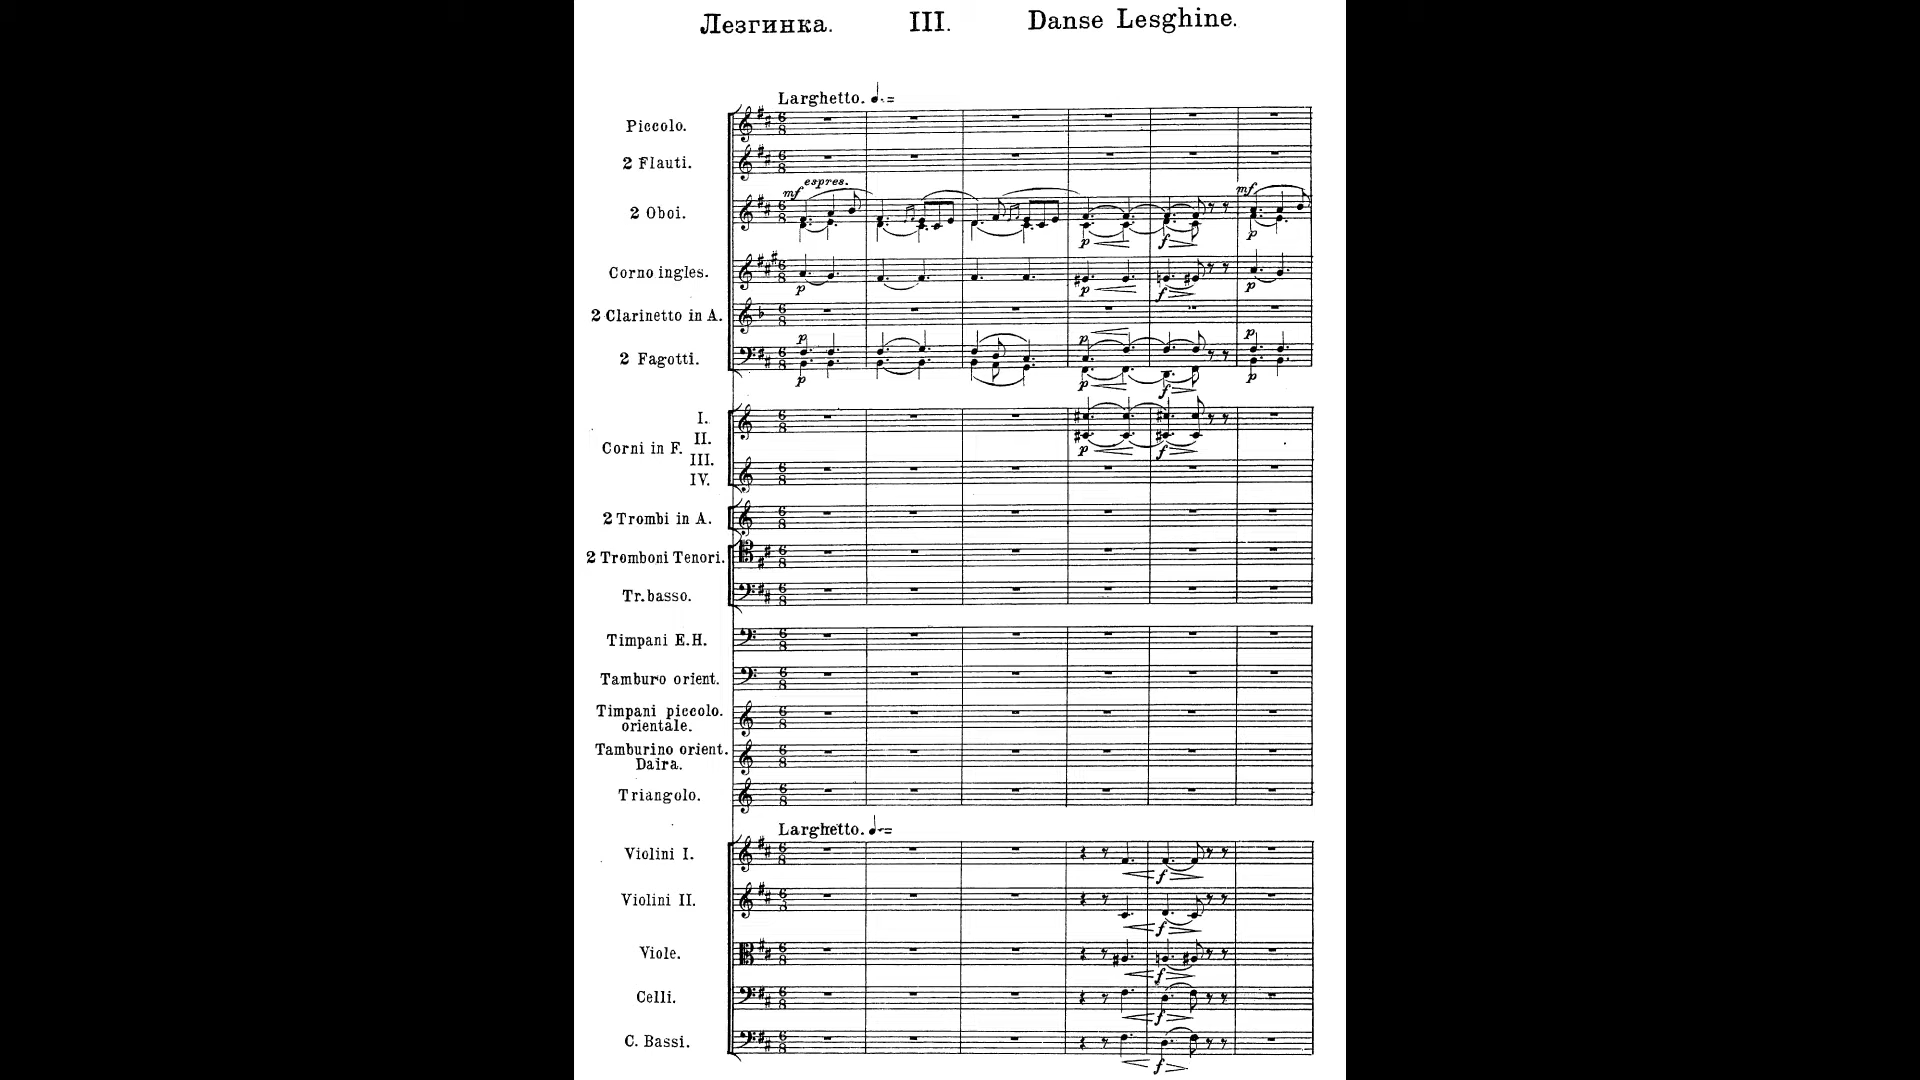 Лезгинка. III. Danse Lesghine.
Larghetto. =
Piccolo.
2 Flauti.
mf espres. mf
2 Oboi.
p f p
Corno ingles.
p p f p
2 Clarinetto in A.
p p p
2 Fagotti.
p p f p
Corni in F. I. II. III. IV.
p f
2 Trombi in A.
2 Tromboni Tenori.
Tr. basso.
Timpani E.H.
Tamburo orient.
Timpani piccolo.
orientale.
Tamburino orient.
Daira.
Triangolo.
Larghetto. =
Violini I.
f
Violini II.
f
Viole.
f
Celli.
f
C. Bassi.
f